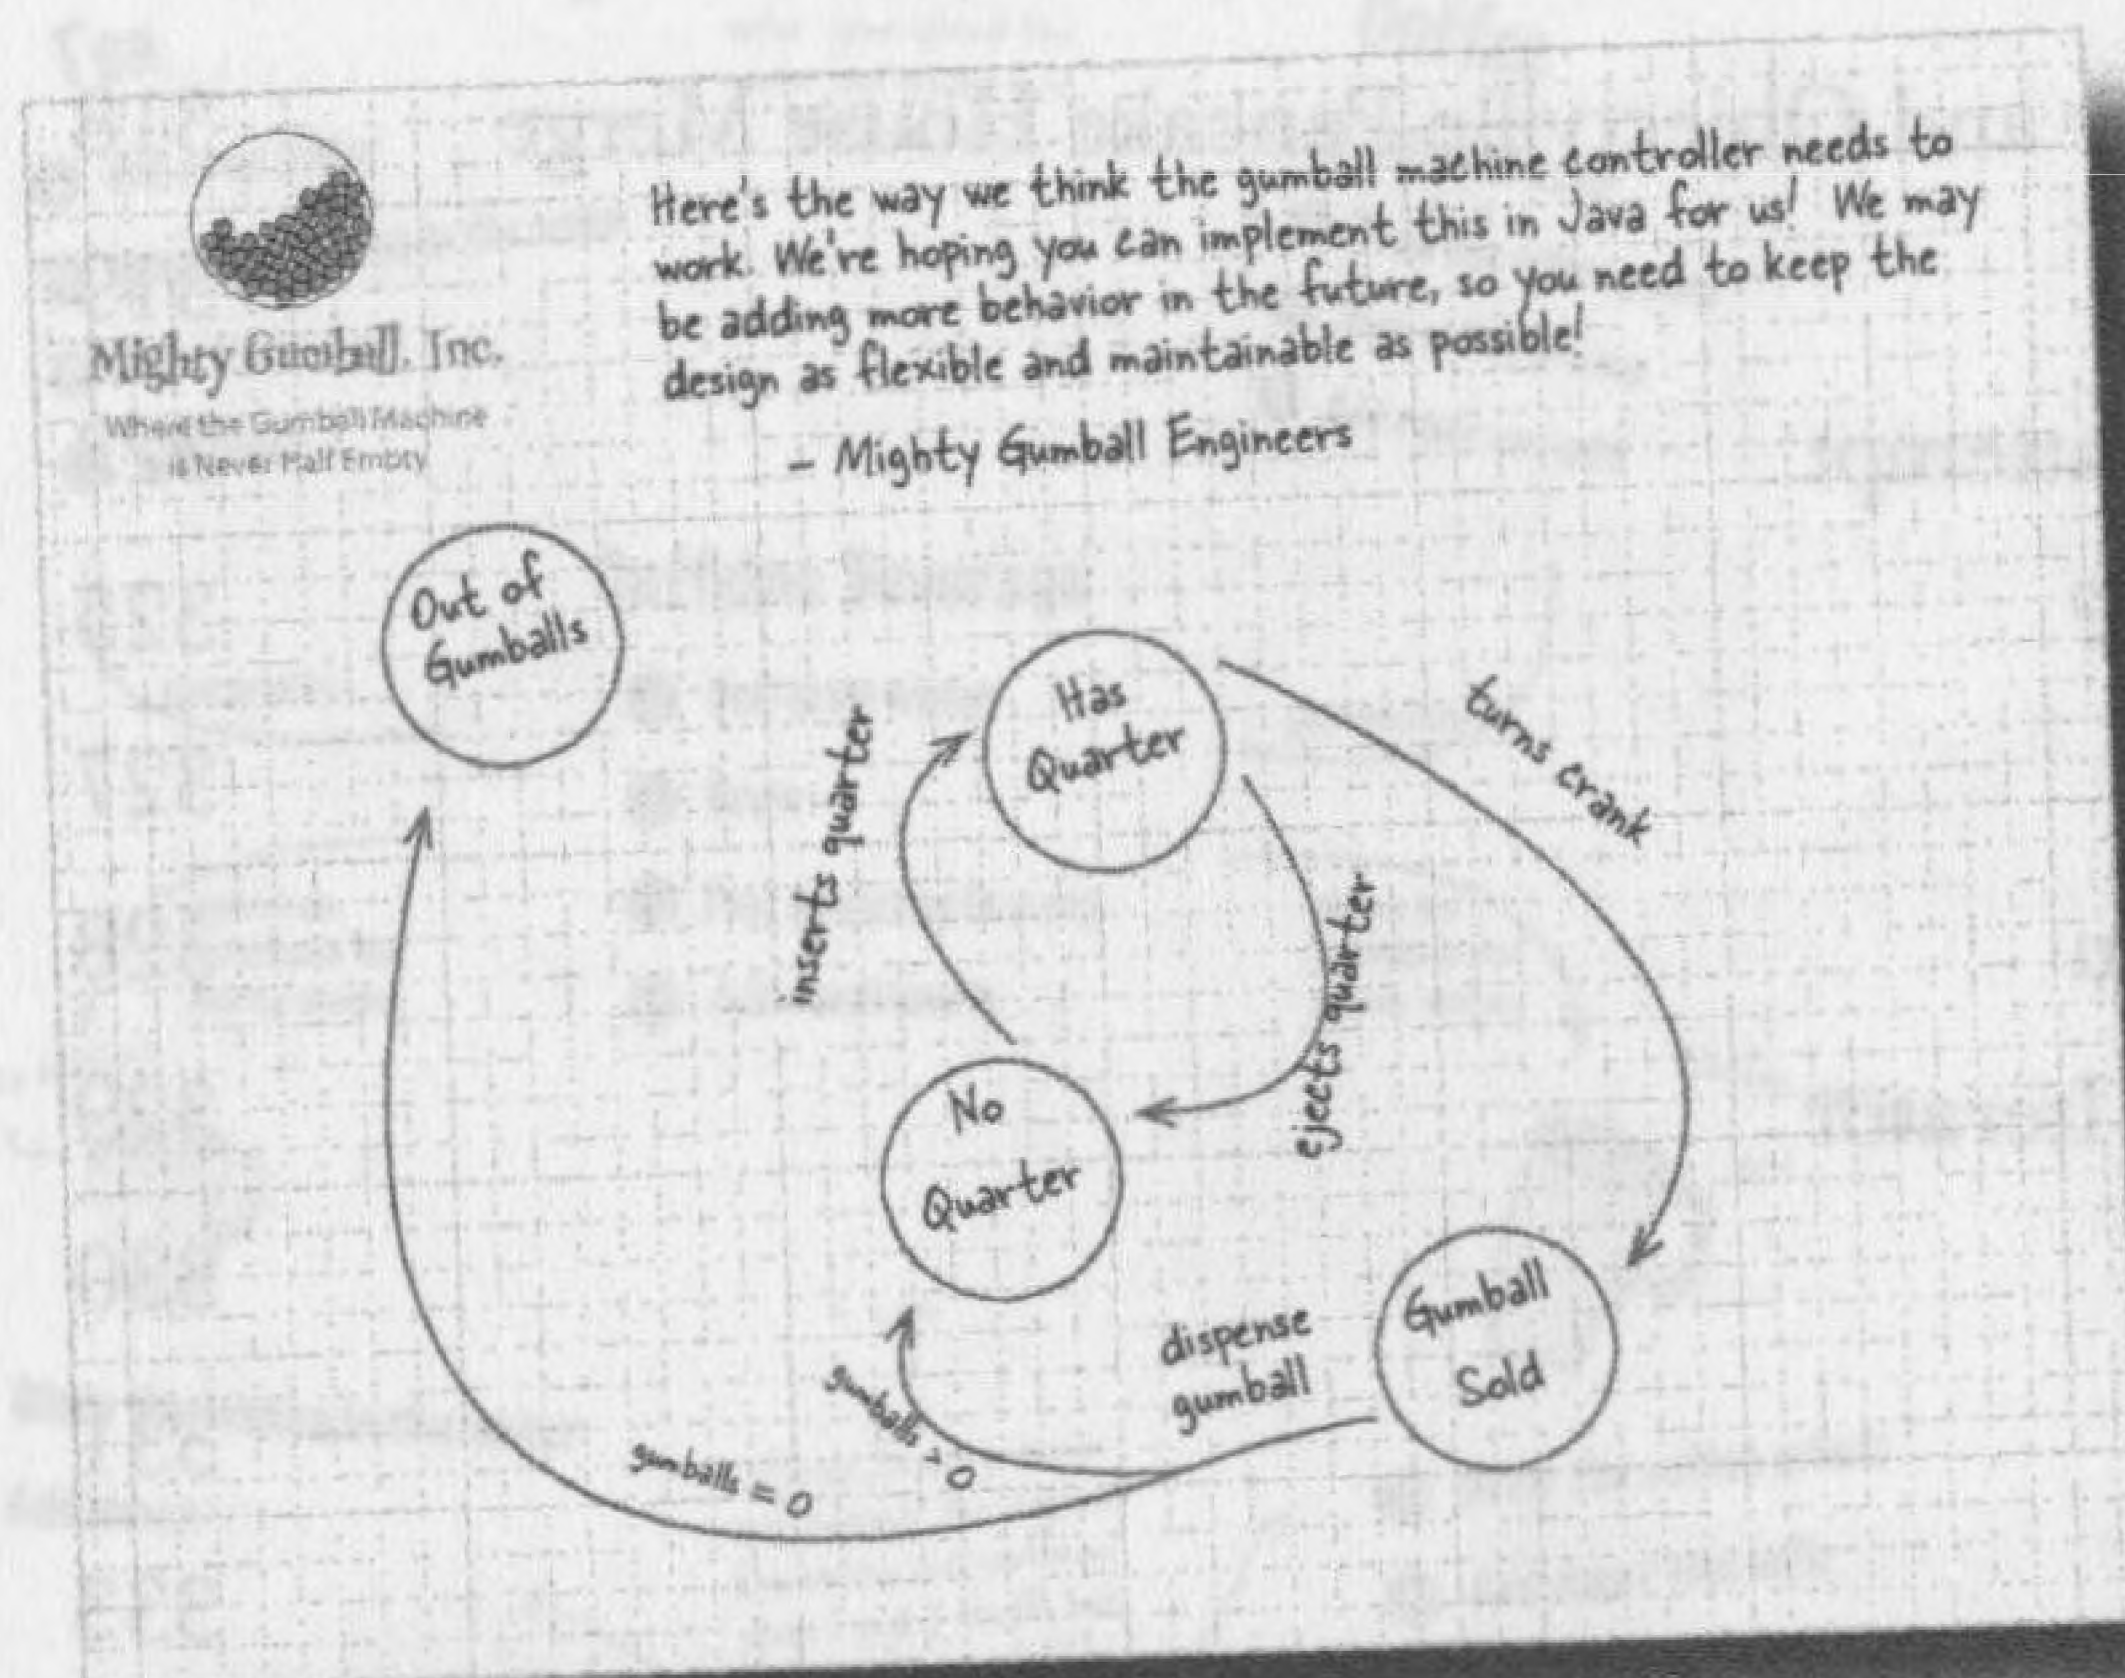 Here's the way we think the gumball machine controller needs to
work. We're hoping you can implement this in Java for us! We may
be adding more behavior in the future, so you need to keep the
design as flexible and maintainable as possible!
- Mighty Gumball Engineers
Mighty Gumball, Inc.
Where the Gumball Machine
is Never Half Empty
Out of
Gumballs
Has
Quarter
turns crank
inserts quarter
ejects quarter
No
Quarter
Gumball
Sold
dispense
gumball
gumballs > 0
gumballs = 0